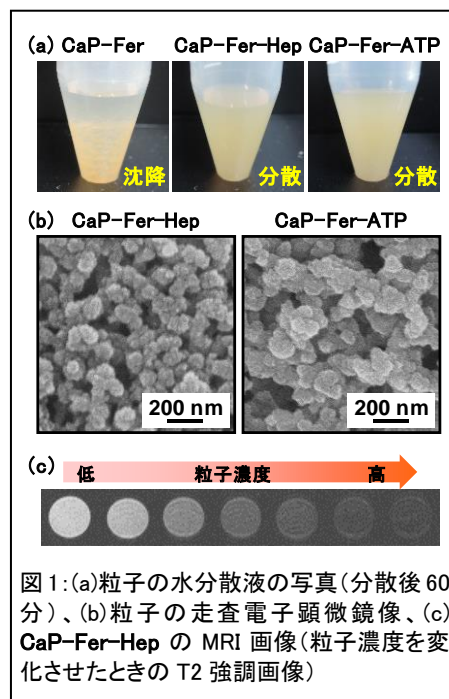 (a) CaP-Fer CaP-Fer-Hep CaP-Fer-ATP
沈降 分散 分散
(b) CaP-Fer-Hep CaP-Fer-ATP
200 nm 200 nm
(c)
低 粒子濃度 高
図1:(a)粒子の水分散液の写真(分散後60
分)、(b)粒子の走査電子顕微鏡像、(c)
CaP-Fer-Hep の MRI 画像(粒子濃度を変
化させたときの T2 強調画像)